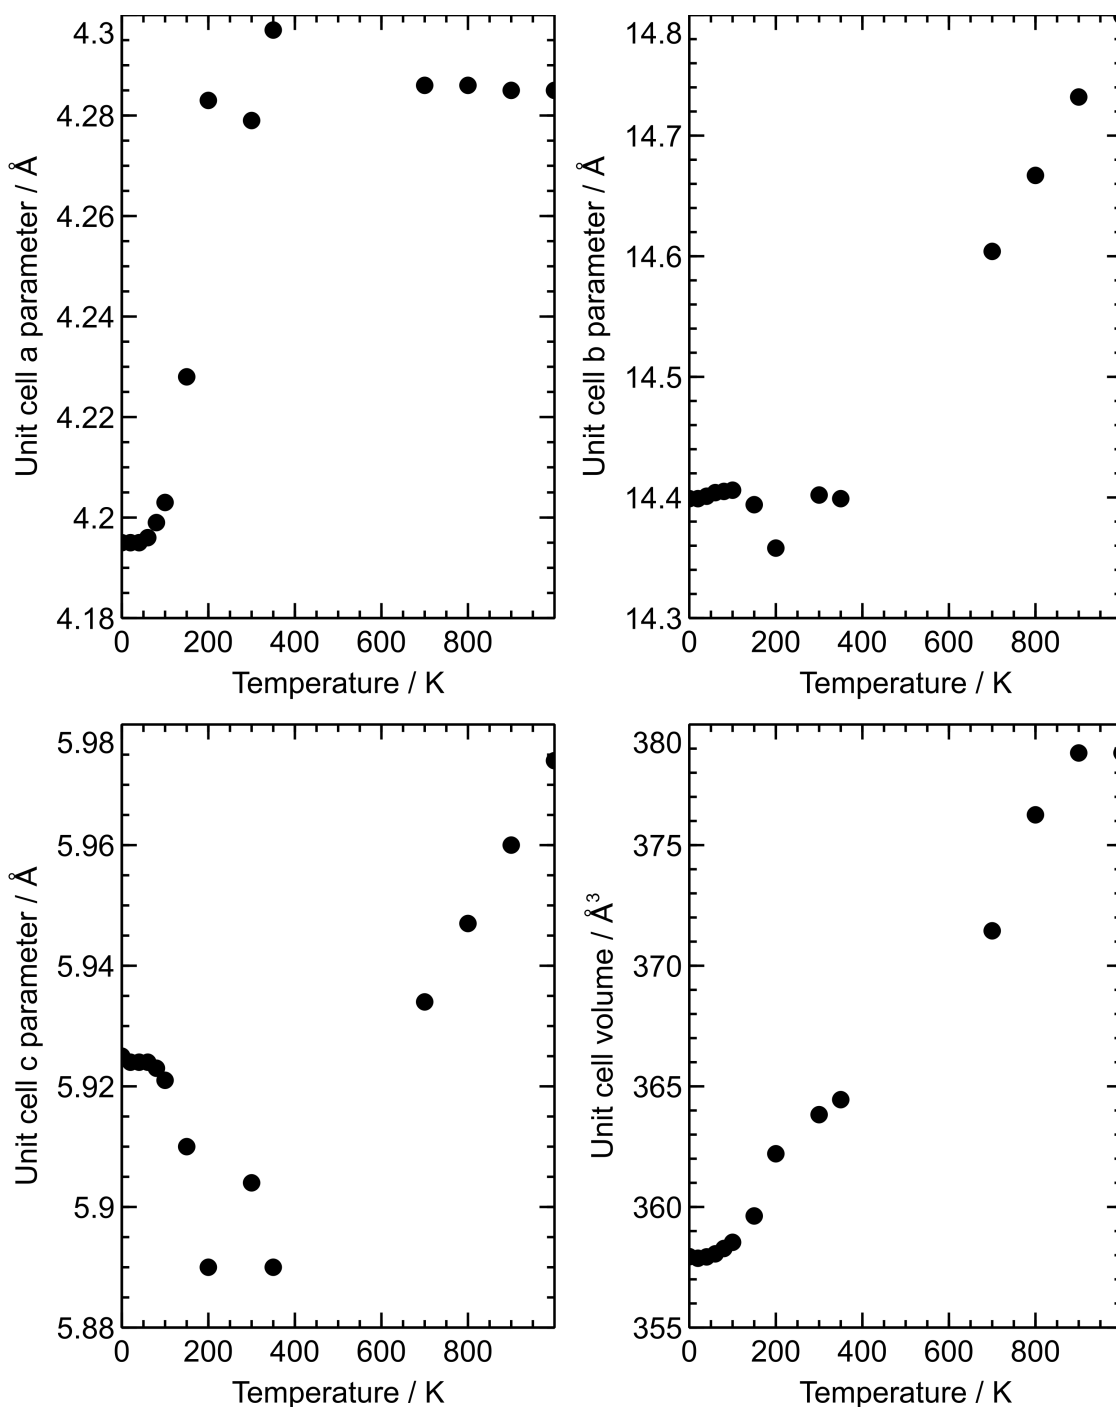 Unit cell a parameter / Å
4.3
4.28
4.26
4.24
4.22
4.2
4.18
0 200 400 600 800
Temperature / K
Unit cell b parameter / Å
14.8
14.7
14.6
14.5
14.4
14.3
0 200 400 600 800
Temperature / K
Unit cell c parameter / Å
5.98
5.96
5.94
5.92
5.9
5.88
0 200 400 600 800
Temperature / K
Unit cell volume / Å³
380
375
370
365
360
355
0 200 400 600 800
Temperature / K